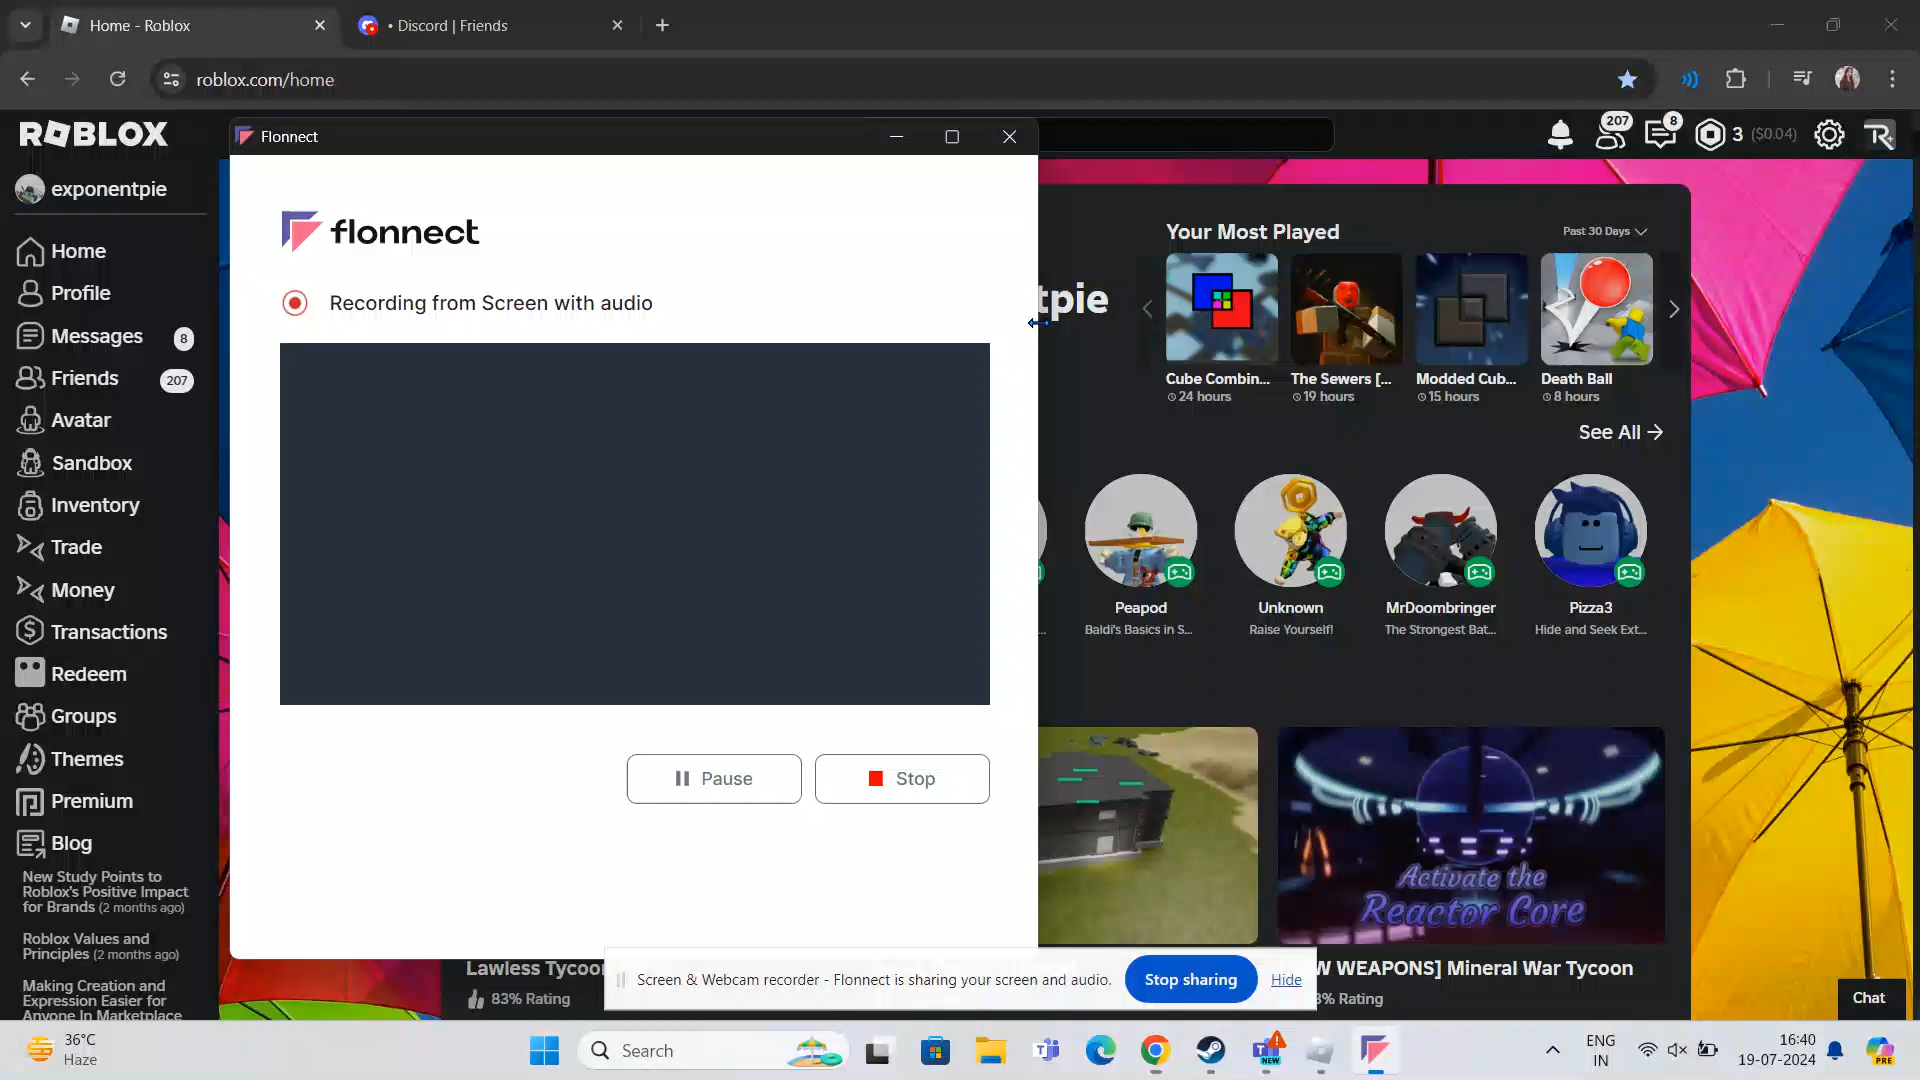 Home - Roblox
• Discord | Friends
roblox.com/home
ROBLOX
Flonnect
207
8
3 ($0.04)
exponentpie
Home
Profile
Messages 8
Friends 207
Avatar
Sandbox
Inventory
Trade
Money
Transactions
Redeem
Groups
Themes
Premium
Blog
New Study Points to
Roblox's Positive Impact
for Brands (2 months ago)
Roblox Values and
Principles (2 months ago)
Making Creation and
Expression Easier for
Anyone In Marketplace
flonnect
Recording from Screen with audio
Pause
Stop
tpie
Your Most Played
Past 30 Days
Cube Combin...
24 hours
The Sewers [...
19 hours
Modded Cub...
15 hours
Death Ball
8 hours
See All
Peapod
Baldi's Basics in S...
Unknown
Raise Yourself!
MrDoombringer
The Strongest Bat...
Pizza3
Hide and Seek Ext...
Activate the
Reactor Core
Lawless Tycoo
83% Rating
W WEAPONS] Mineral War Tycoon
% Rating
Screen & Webcam recorder - Flonnect is sharing your screen and audio.
Stop sharing
Hide
Chat
36°C
Haze
Search
NEW
ENG
IN
16:40
19-07-2024
PRE